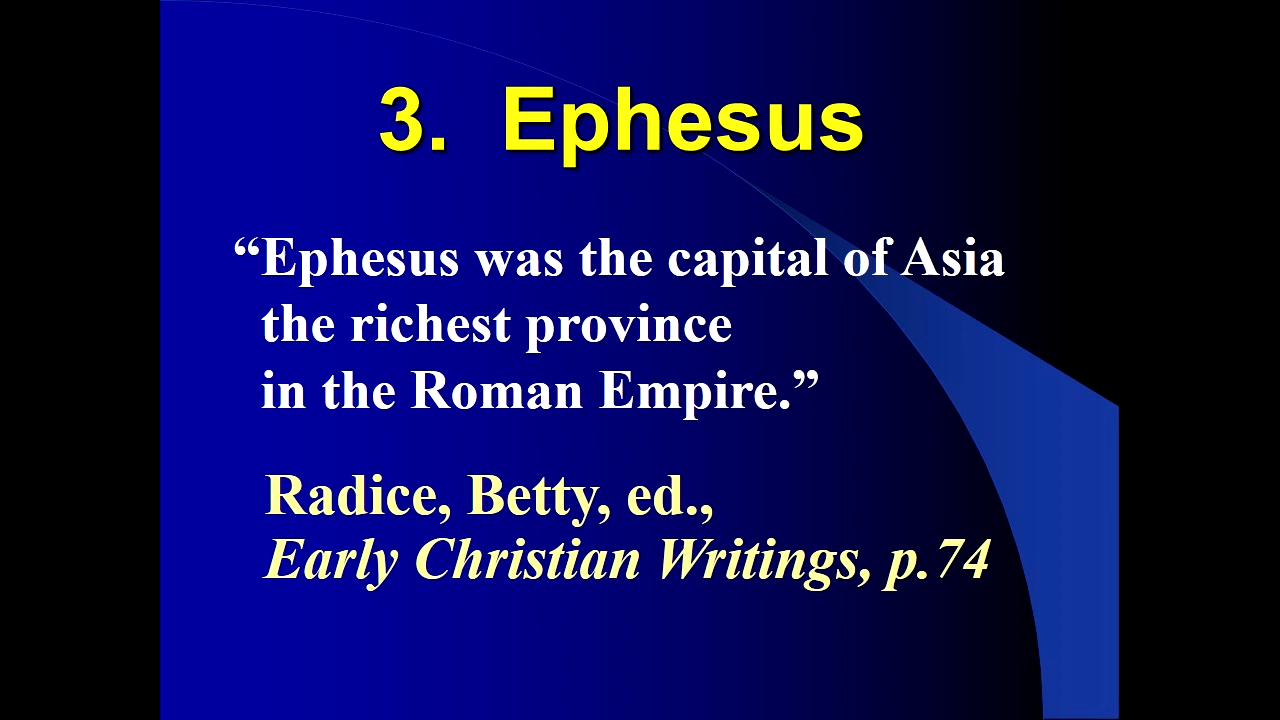 3. Ephesus
“Ephesus was the capital of Asia
the richest province
in the Roman Empire.”
Radice, Betty, ed.,
Early Christian Writings, p.74